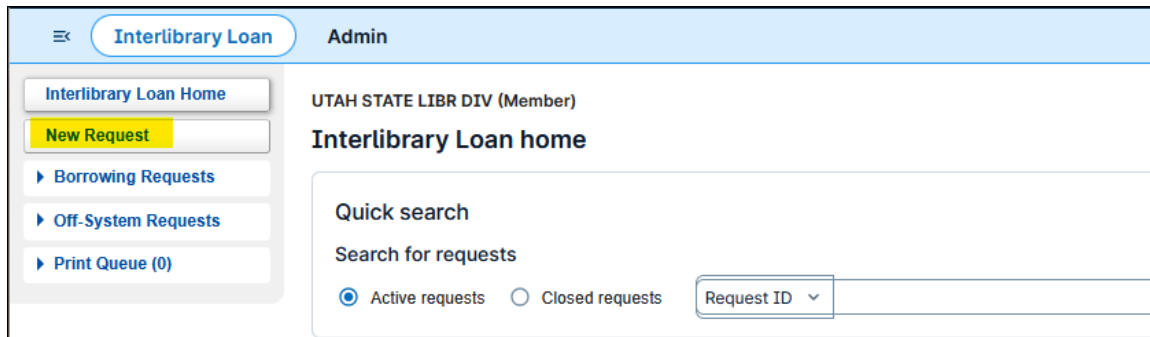 Interlibrary Loan Admin
Interlibrary Loan Home
New Request
Borrowing Requests
Off-System Requests
Print Queue (0)
UTAH STATE LIBR DIV (Member)
Interlibrary Loan home
Quick search
Search for requests
Active requests Closed requests Request ID